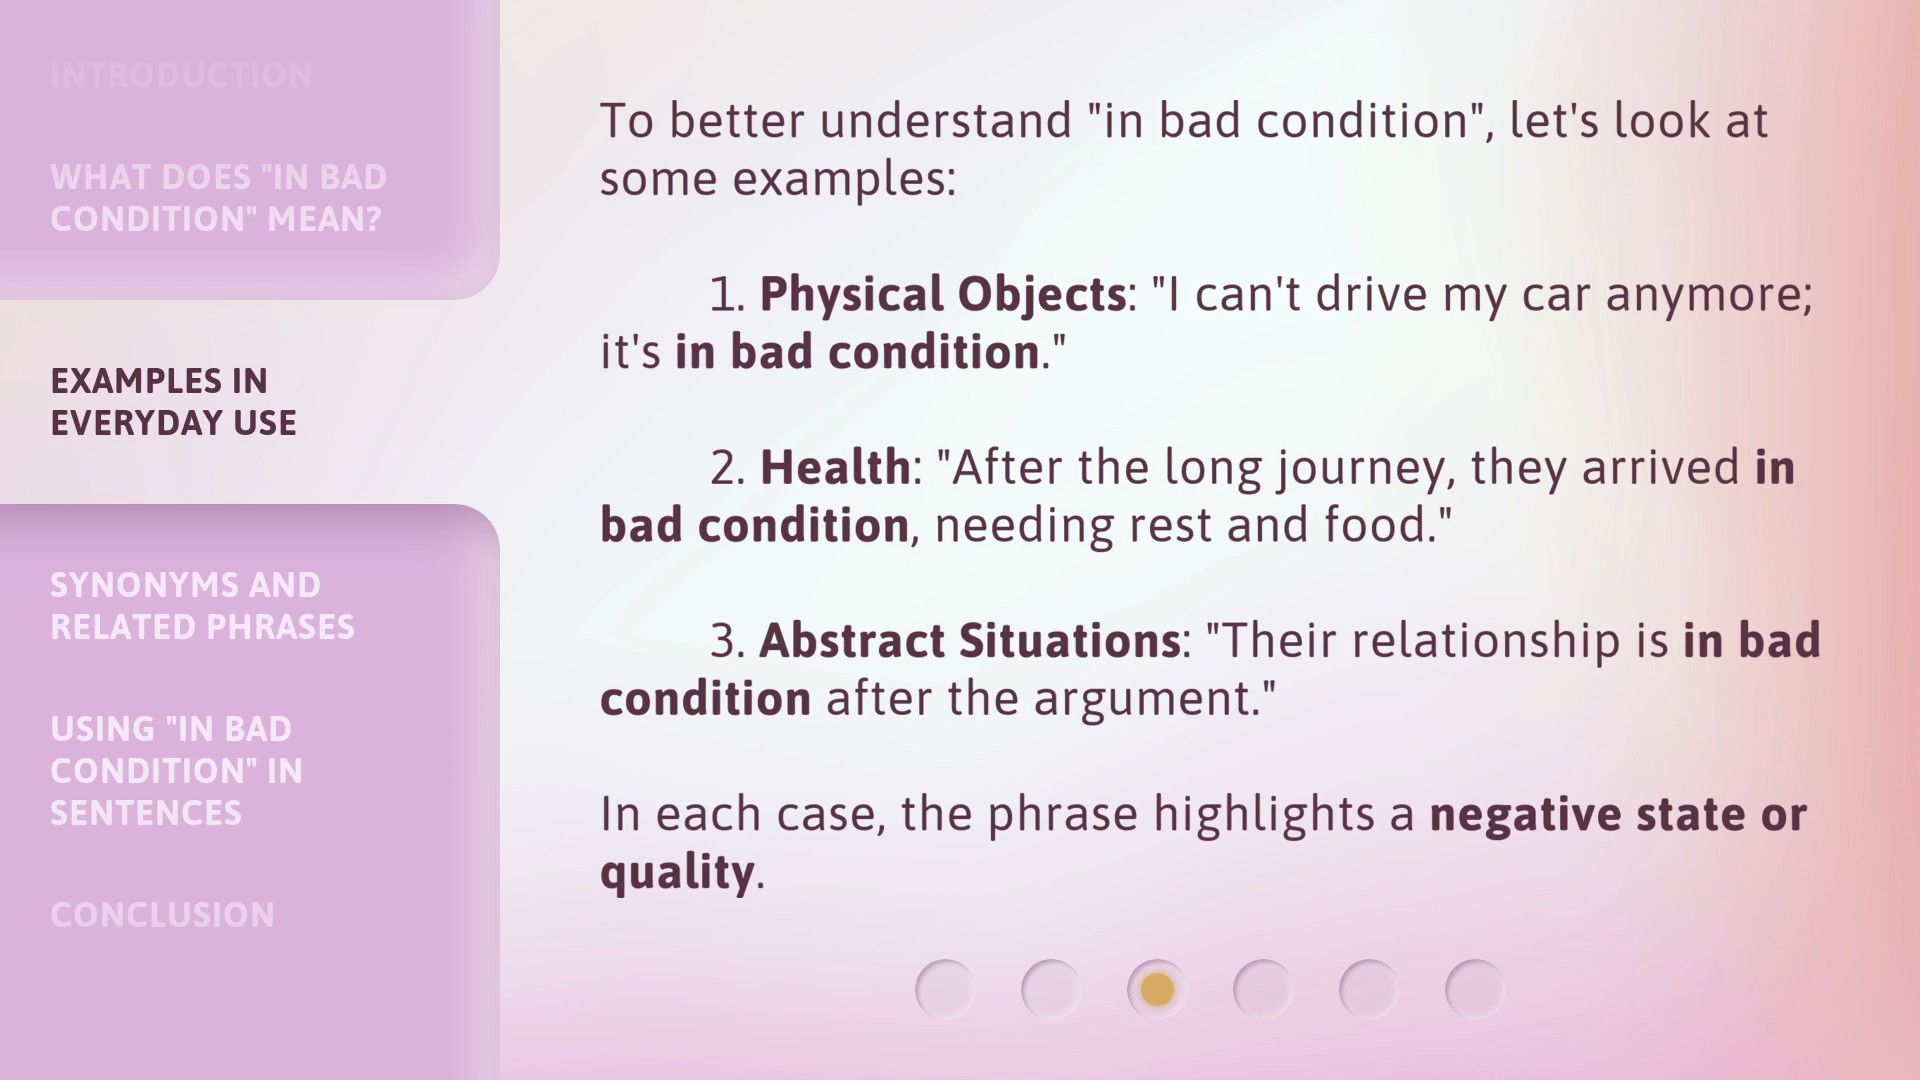 INTRODUCTION
WHAT DOES "IN BAD
CONDITION" MEAN?
EXAMPLES IN
EVERYDAY USE
SYNONYMS AND
RELATED PHRASES
USING "IN BAD
CONDITION" IN
SENTENCES
CONCLUSION
To better understand "in bad condition", let's look at
some examples:
1. Physical Objects: "I can't drive my car anymore;
it's in bad condition."
2. Health: "After the long journey, they arrived in
bad condition, needing rest and food."
3. Abstract Situations: "Their relationship is in bad
condition after the argument."
In each case, the phrase highlights a negative state or
quality.